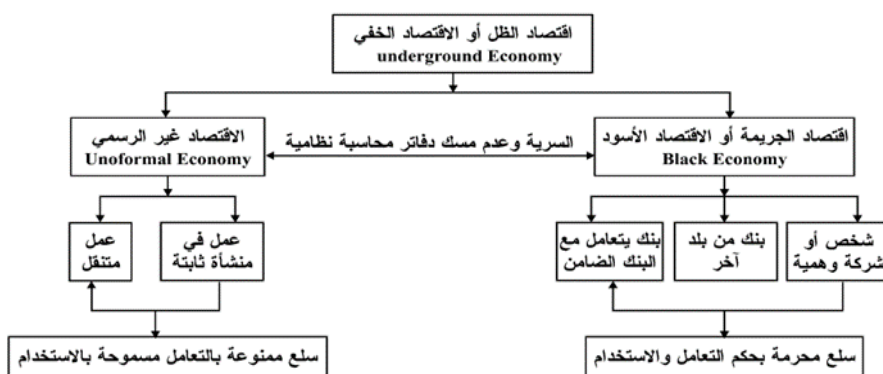 اقتصاد الظل أو الاقتصاد الخفي
underground Economy
اقتصاد الجريمة أو الاقتصاد الأسود
Black Economy
السرية وعدم مسك دفاتر محاسبة نظامية
الاقتصاد غير الرسمي
Unoformal Economy
شخص أو
شركة وهمية
بنك من بلد
آخر
بنك يتعامل مع
البنك الضامن
عمل في
منشأة ثابتة
عمل
متنقل
سلع محرمة بحكم التعامل والاستخدام
سلع ممنوعة بالتعامل مسموحة بالاستخدام